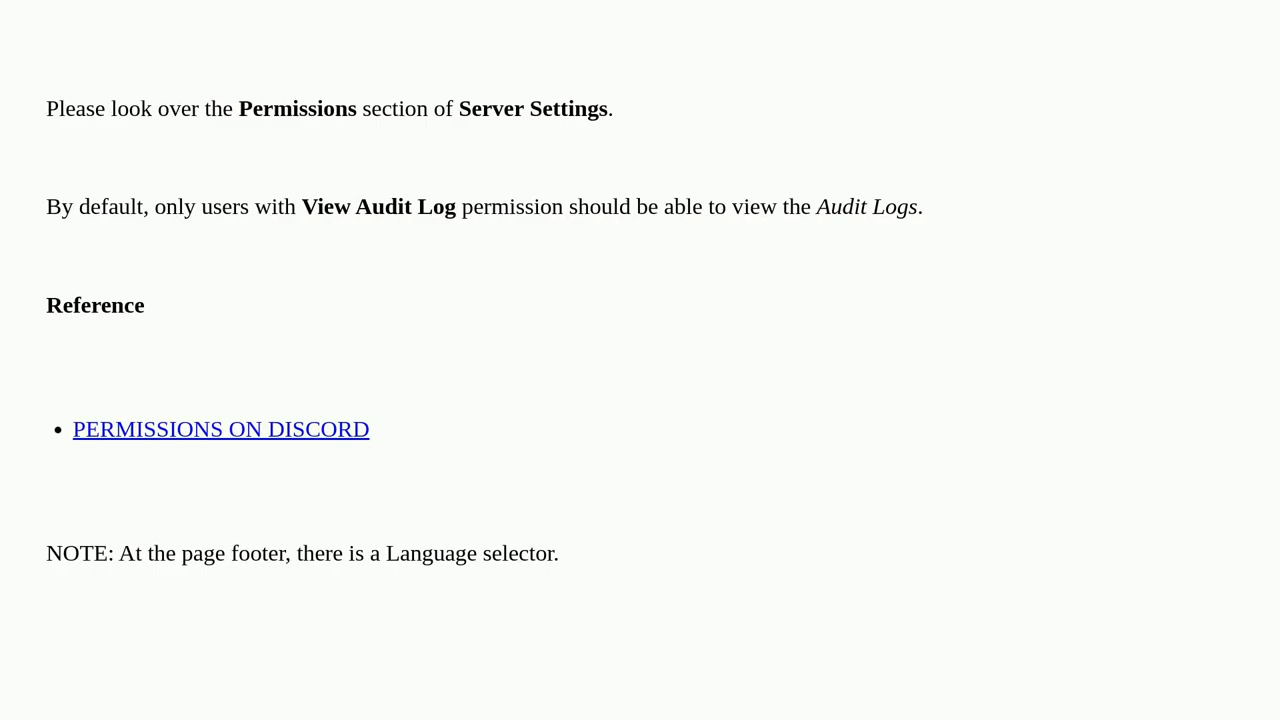 Please look over the Permissions section of Server Settings.
By default, only users with View Audit Log permission should be able to view the Audit Logs.
Reference
• PERMISSIONS ON DISCORD
NOTE: At the page footer, there is a Language selector.